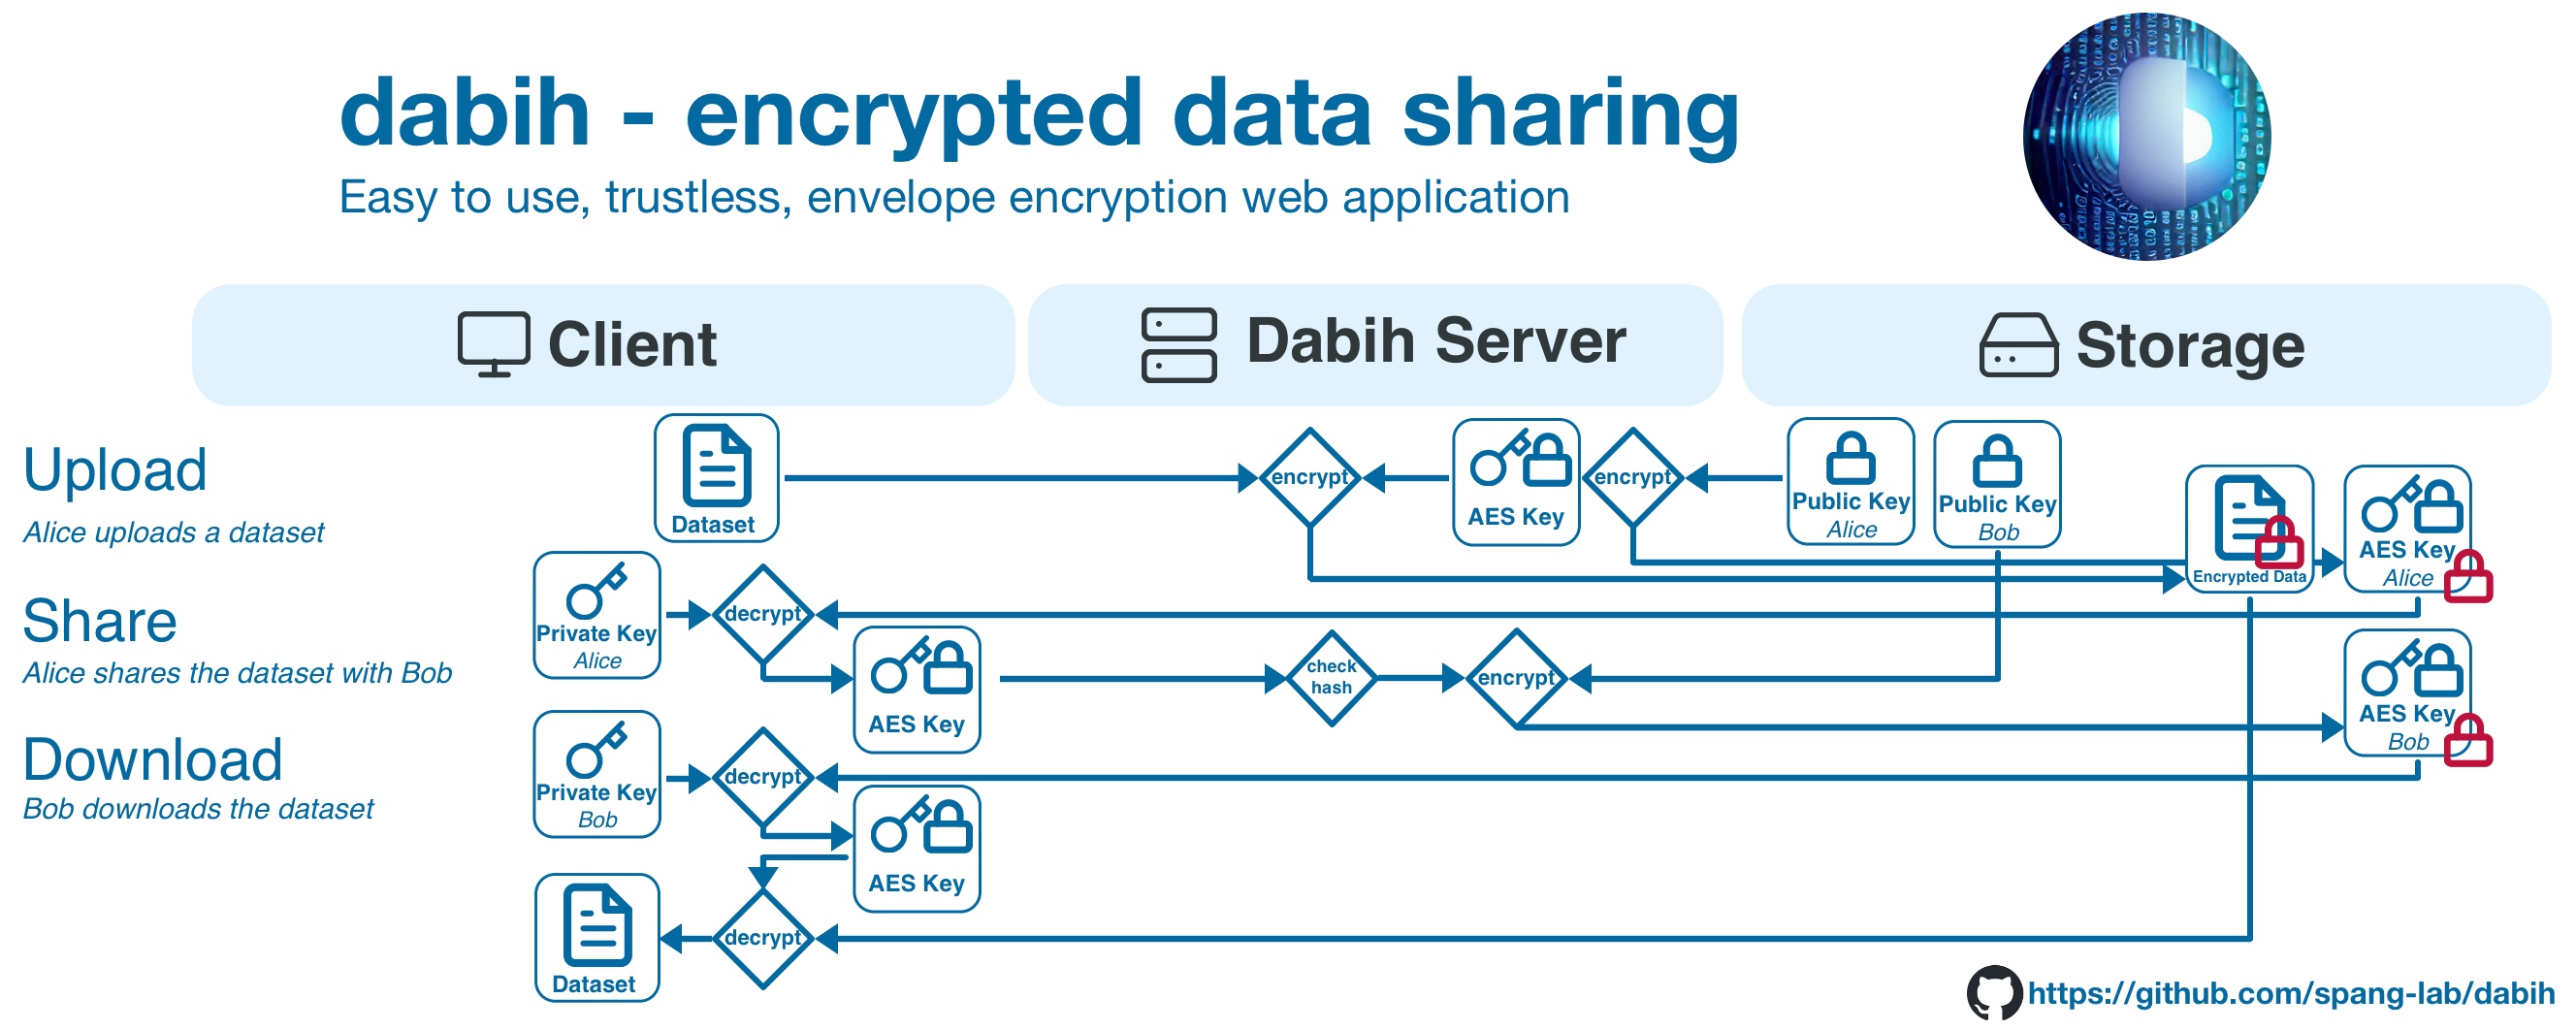 dabih - encrypted data sharing
Easy to use, trustless, envelope encryption web application
Client
Dabih Server
Storage
Upload
Alice uploads a dataset
Dataset
encrypt
AES Key
encrypt
Public Key
Alice
Public Key
Bob
Encrypted Data
AES Key
Alice
Share
Alice shares the dataset with Bob
Private Key
Alice
decrypt
AES Key
check
hash
encrypt
AES Key
Bob
Download
Bob downloads the dataset
Private Key
Bob
decrypt
AES Key
Dataset
decrypt
https://github.com/spang-lab/dabih